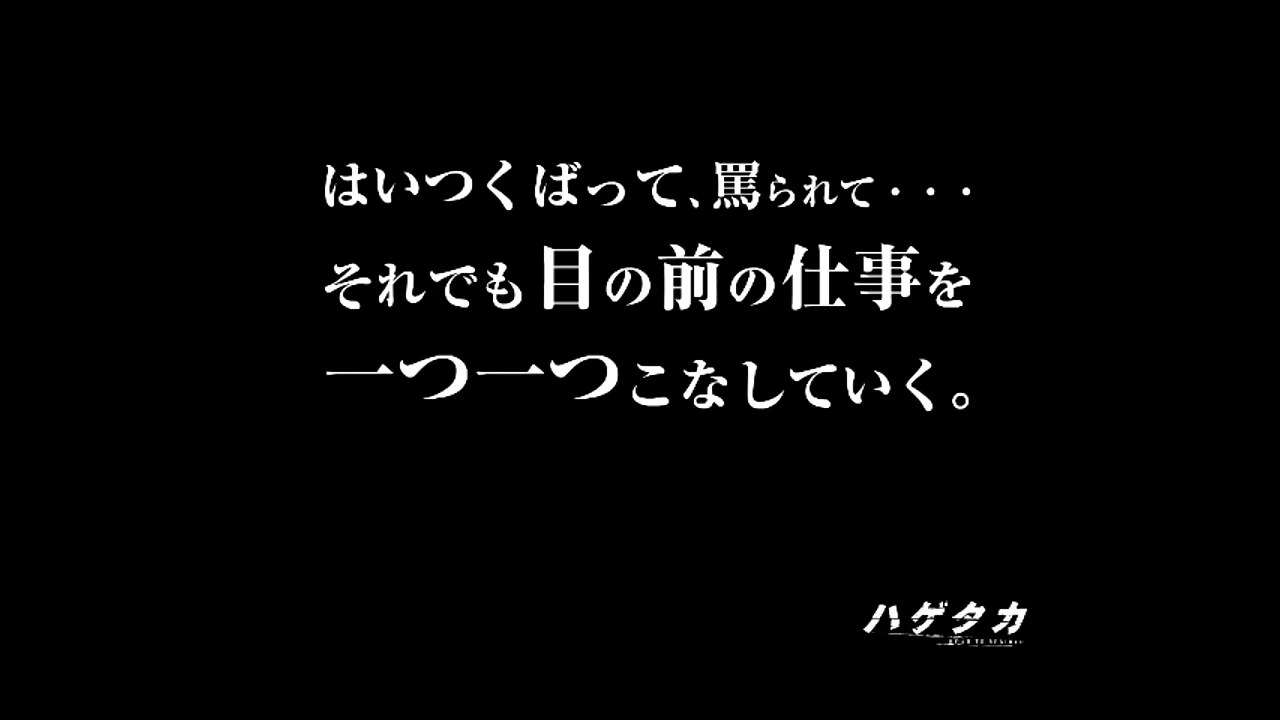 はいつくばって、罵られて・・・
それでも目の前の仕事を
一つ一つこなしていく。
ハゲタカ